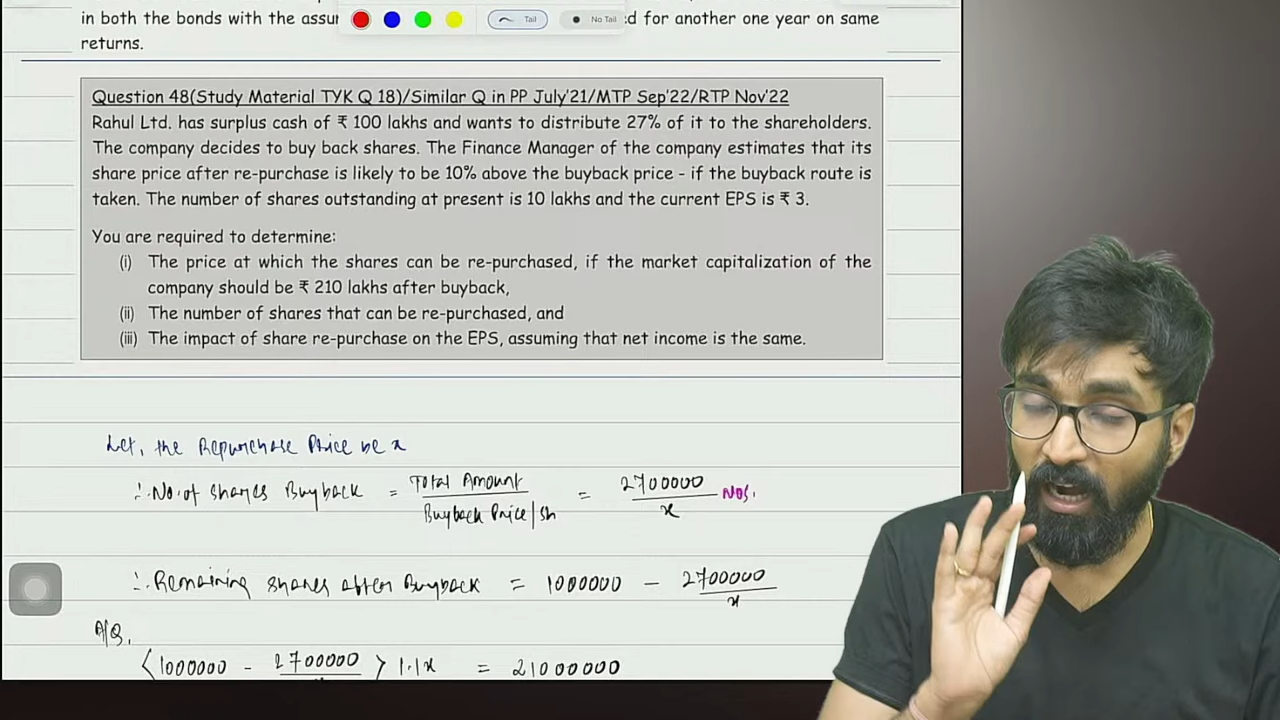 in both the bonds with the assu
d for another one year on same
Tail
No Tail
returns.
Question 48(Study Material TYK Q 18)/Similar Q in PP July'21/MTP Sep'22/RTP Nov'22
Rahul Ltd. has surplus cash of ₹ 100 lakhs and wants to distribute 27% of it to the shareholders.
The company decides to buy back shares. The Finance Manager of the company estimates that its
share price after re-purchase is likely to be 10% above the buyback price - if the buyback route is
taken. The number of shares outstanding at present is 10 lakhs and the current EPS is ₹ 3.
You are required to determine:
(i) The price at which the shares can be re-purchased, if the market capitalization of the
company should be ₹ 210 lakhs after buyback,
(ii) The number of shares that can be re-purchased, and
(iii) The impact of share re-purchase on the EPS, assuming that net income is the same.
Let, the Repurchase Price be x
∴ No. of shares Buyback = Total Amount / Buyback Price/sh = 2700000 / x Nos.
∴ Remaining shares after Buyback = 1000000 - 2700000 / x
A/Q,
⟨1000000 - 2700000 ⟩ 1.1x = 21000000